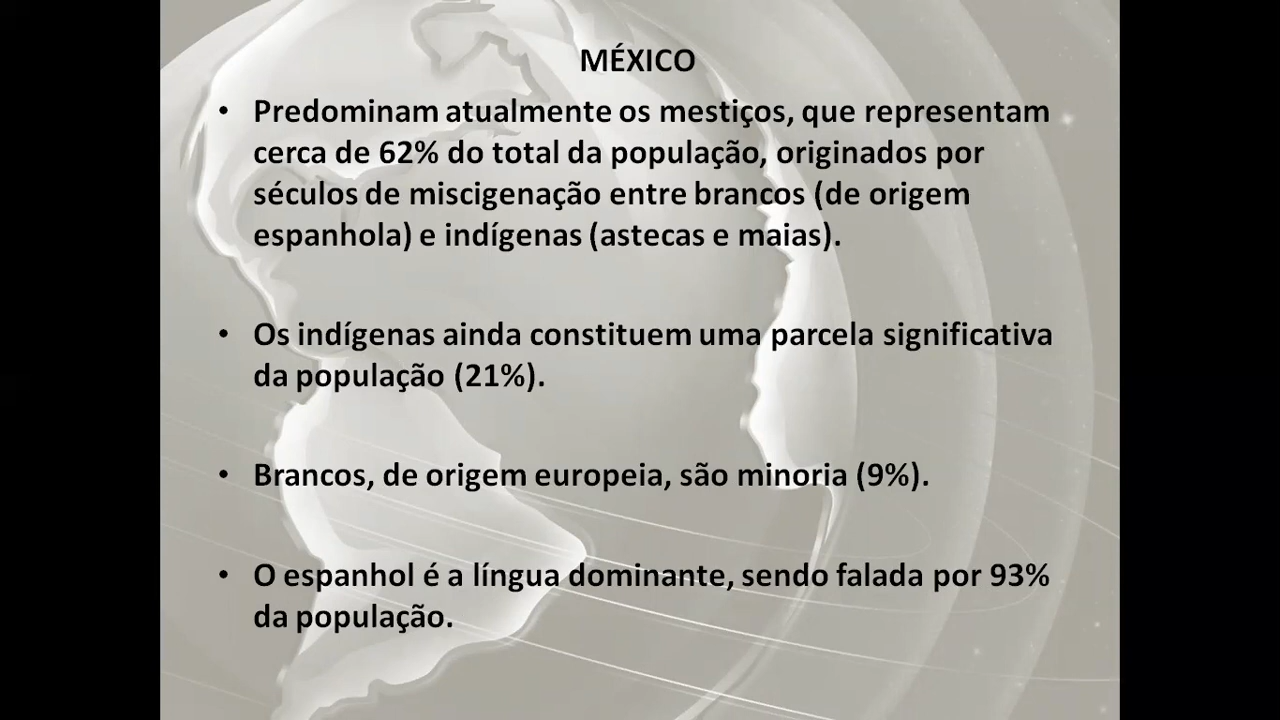 MÉXICO
• Predominam atualmente os mestiços, que representam
cerca de 62% do total da população, originados por
séculos de miscigenação entre brancos (de origem
espanhola) e indígenas (astecas e maias).
• Os indígenas ainda constituem uma parcela significativa
da população (21%).
• Brancos, de origem europeia, são minoria (9%).
• O espanhol é a língua dominante, sendo falada por 93%
da população.